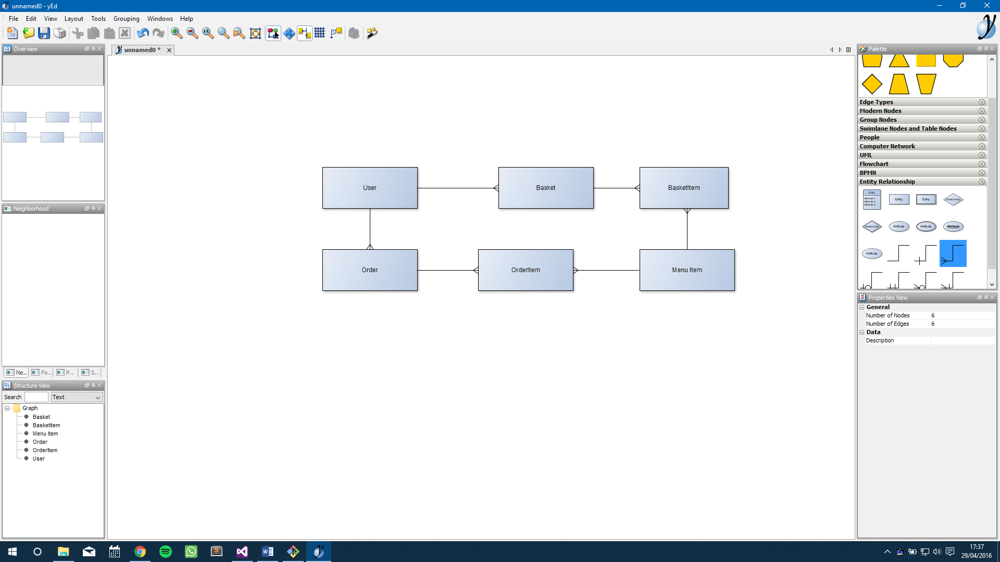 unnamed0 - yEd
File Edit View Layout Tools Grouping Windows Help
1:1
Overview
unnamed0 *
Palette
Edge Types
Modern Nodes
Group Nodes
Swimlane Nodes and Table Nodes
People
Computer Network
UML
Flowchart
BPMN
Entity Relationship
Entity
attribute 1
attribute 2
attribute 3
Entity
Entity
Relationship
Relationship
Attribute
Attribute
Attribute
Attribute
User
Basket
BasketItem
Order
OrderItem
Menu Item
Neighborhood
Ne..
Fo..
P..
S..
Structure View
Search
Text
Graph
Basket
BasketItem
Menu Item
Order
OrderItem
User
Properties View
General
Number of Nodes 6
Number of Edges 6
Data
Description
17:37
29/04/2016